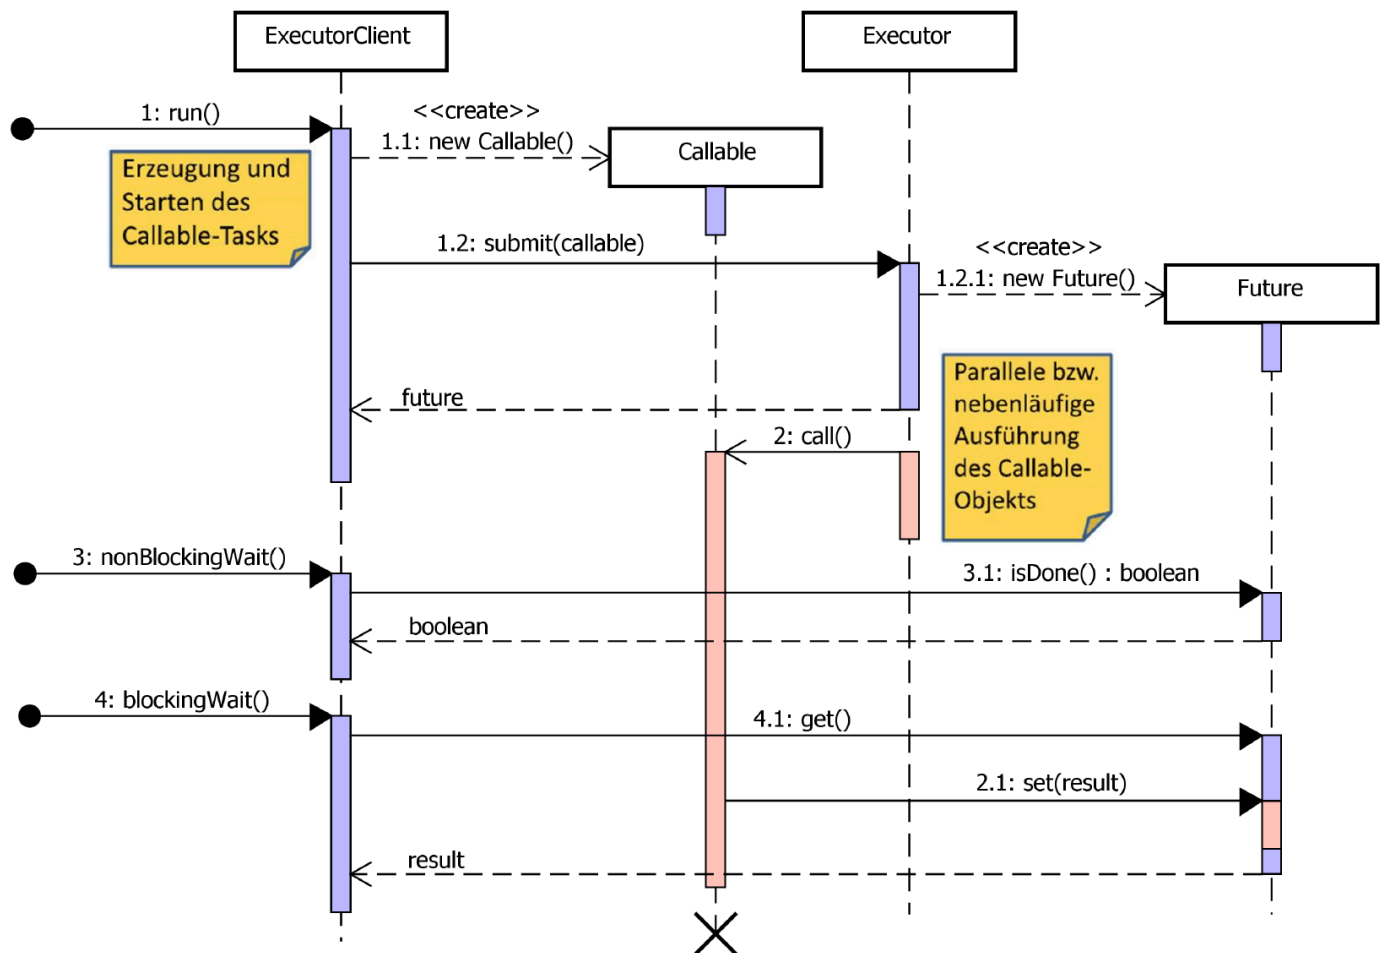 ExecutorClient
Executor
1: run()
<<create>>
1.1: new Callable()
Callable
Erzeugung und
Starten des
Callable-Tasks
1.2: submit(callable)
<<create>>
1.2.1: new Future()
Future
Parallele bzw.
nebenläufige
Ausführung
des Callable-
Objekts
future
2: call()
3: nonBlockingWait()
3.1: isDone() : boolean
boolean
4: blockingWait()
4.1: get()
2.1: set(result)
result